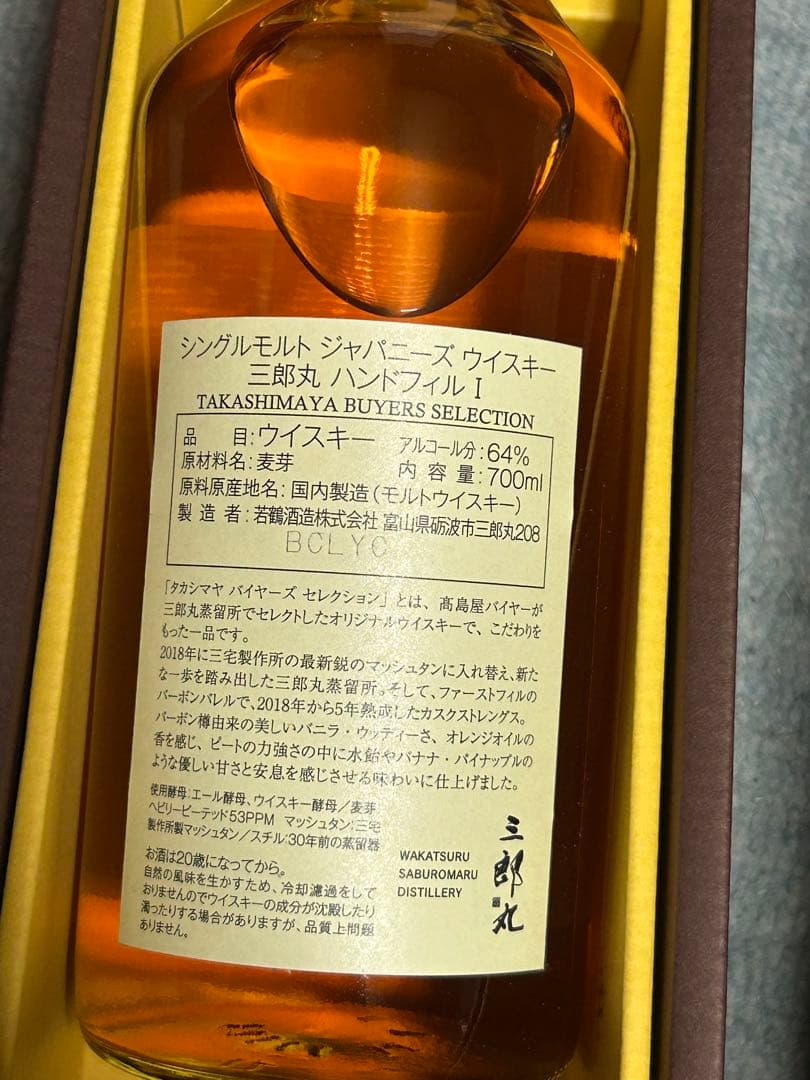 シングルモルト ジャパニーズ ウイスキー
三郎丸 ハンドフィル I
TAKASHIMAYA BUYERS SELECTION
品 目:ウイスキー アルコール分:64%
原材料名:麦芽 内容量:700ml
原料原産地名:国内製造(モルトウイスキー)
製造者:若鶴酒造株式会社 富山県砺波市三郎丸208
BCLYC
「タカシマヤ バイヤーズ セレクション」とは、髙島屋バイヤーが
三郎丸蒸留所でセレクトしたオリジナルウイスキーで、こだわりを
もった一品です。
2018年に三宅製作所の最新鋭のマッシュタンに入れ替え、新た
な一歩を踏み出した三郎丸蒸留所。そして、ファーストフィルの
バーボンバレルで、2018年から5年熟成したカスクストレングス。
バーボン樽由来の美しいバニラ・ウッディーさ、オレンジオイルの
香を感じ、ピートの力強さの中に水飴やバナナ・パイナップルの
ような優しい甘さと安息を感じさせる味わいに仕上げました。
使用酵母:エール酵母、ウイスキー酵母/麦芽
ヘビリーピーテッド53PPM マッシュタン:三宅
製作所製マッシュタン/スチル:30年前の蒸留器
お酒は20歳になってから。
自然の風味を生かすため、冷却濾過をして
おりませんのでウイスキーの成分が沈殿したり
濁ったりする場合がありますが、品質上問題
ありません。
WAKATSURU
SABUROMARU
DISTILLERY
三郎丸